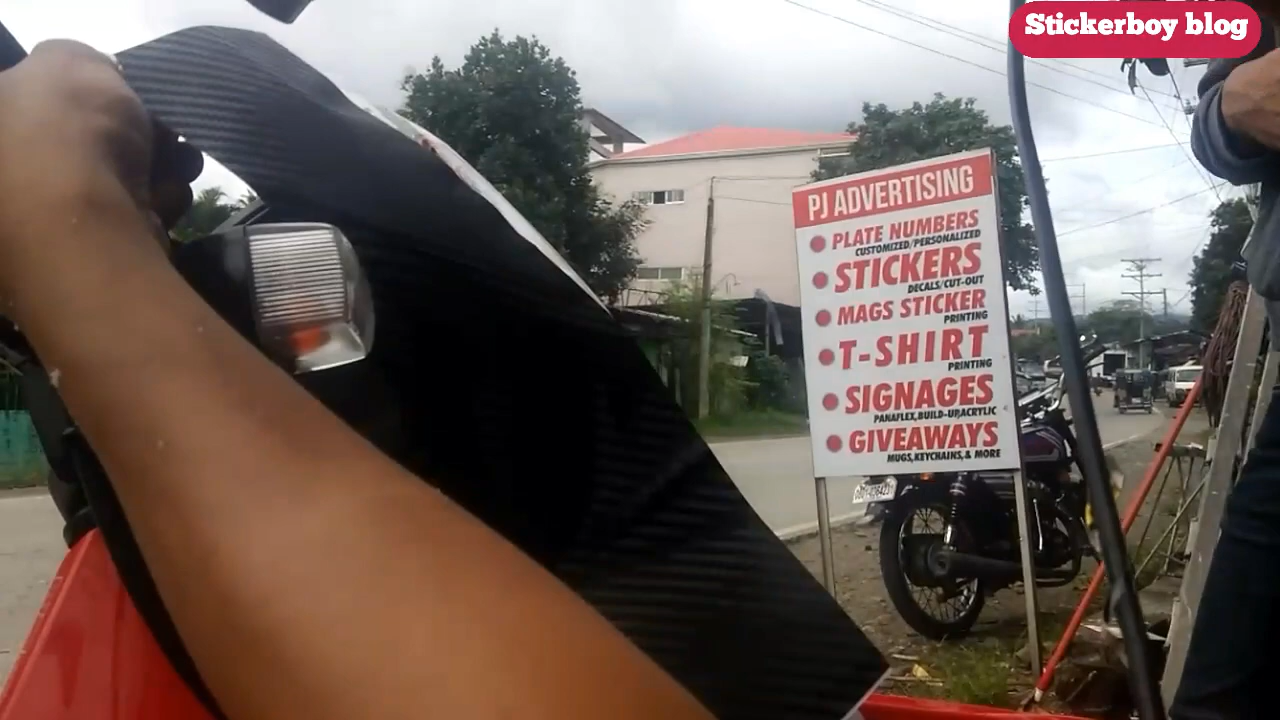 Stickerboy blog
PJ ADVERTISING
PLATE NUMBERS
CUSTOMIZED/PERSONALIZED
STICKERS
DECALS/CUT-OUT
MAGS STICKER
PRINTING
T-SHIRT
PRINTING
SIGNAGES
PANAFLEX,BUILD-UP,ACRYLIC
GIVEAWAYS
MUGS,KEYCHAINS,& MORE